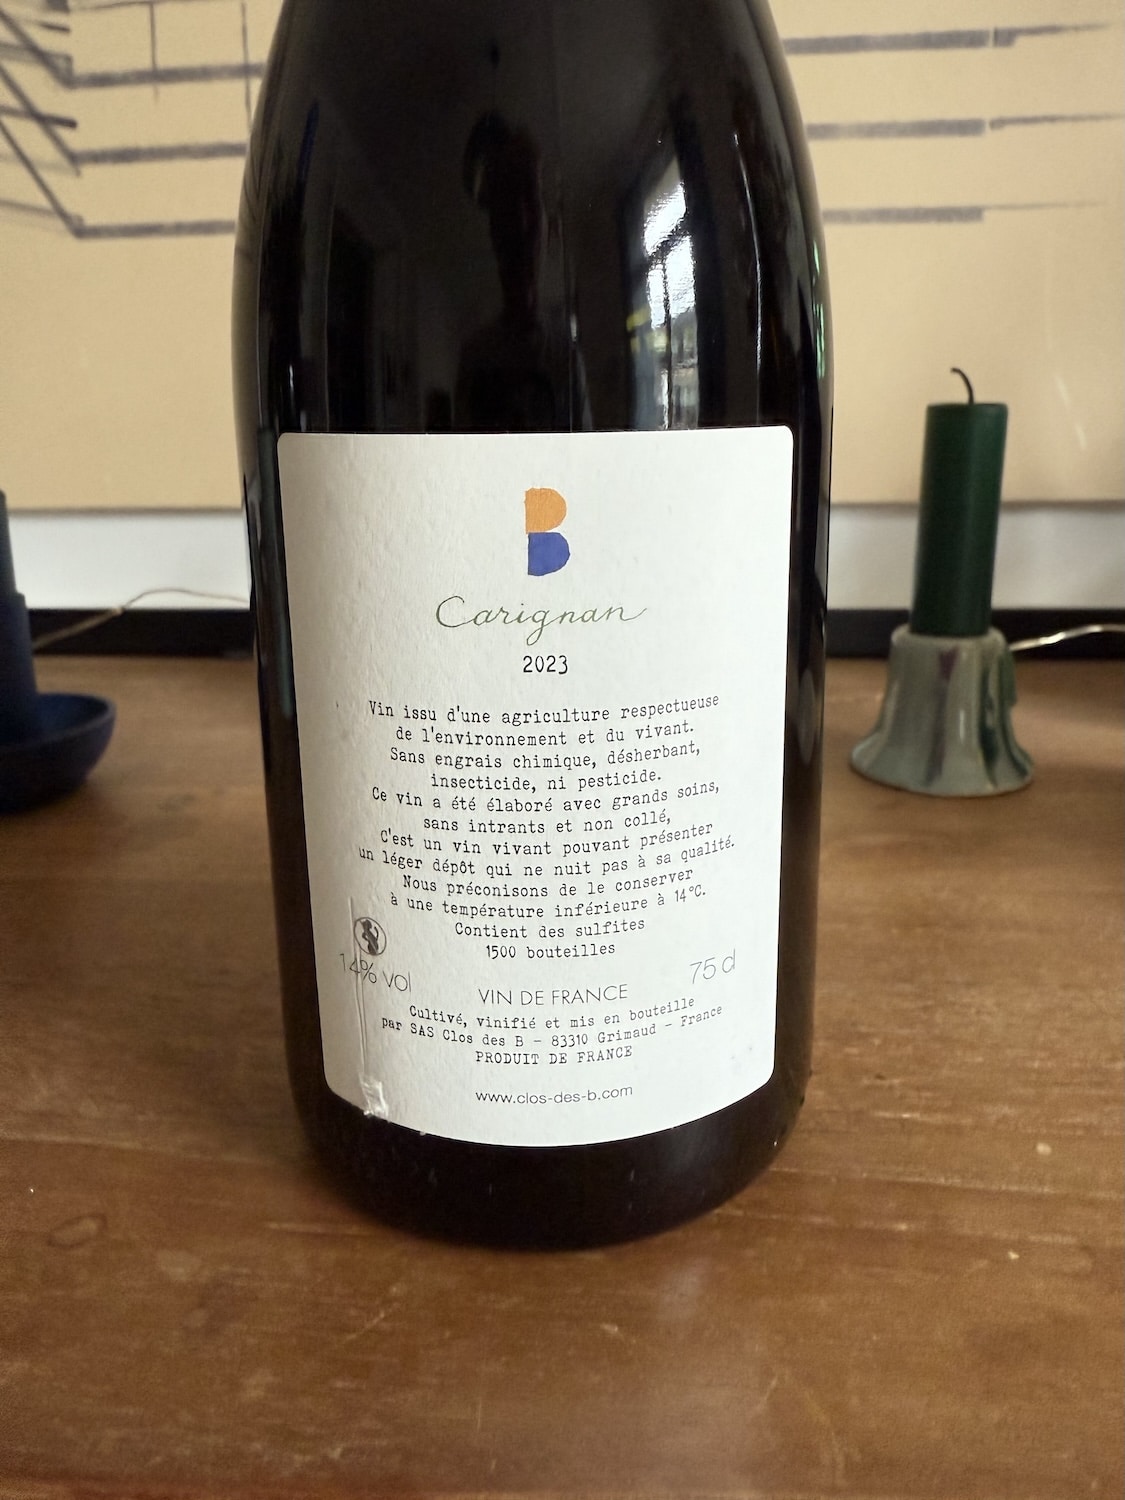 B
Carignan
2023
Vin issu d'une agriculture respectueuse
de l'environnement et du vivant.
Sans engrais chimique, désherbant,
insecticide, ni pesticide.
Ce vin a été élaboré avec grands soins,
sans intrants et non collé,
C'est un vin vivant pouvant présenter
un léger dépôt qui ne nuit pas à sa qualité.
Nous préconisons de le conserver
à une température inférieure à 14°C.
Contient des sulfites
1500 bouteilles
14% vol
75 cl
VIN DE FRANCE
Cultivé, vinifié et mis en bouteille
par SAS Clos des B - 83310 Grimaud - France
PRODUIT DE FRANCE
www.clos-des-b.com